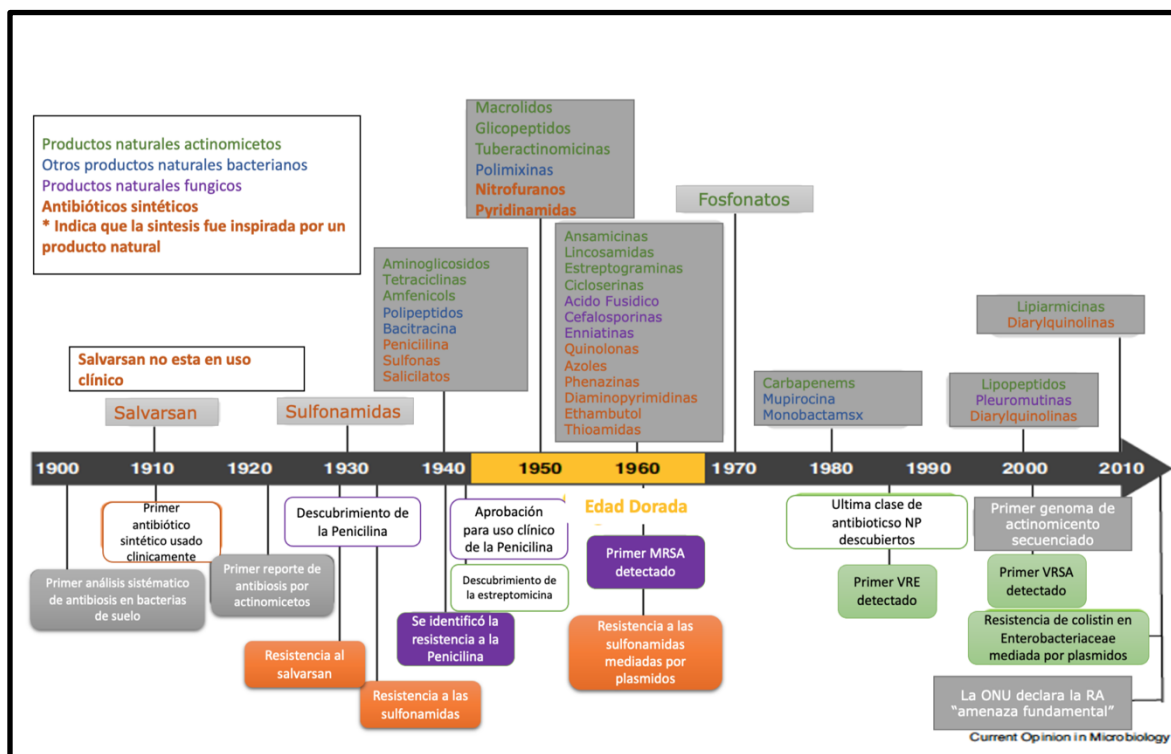 Productos naturales actinomicetos
Otros productos naturales bacterianos
Productos naturales fungicos
Antibióticos sintéticos
* Indica que la sintesis fue inspirada por un
producto natural
Salvarsan no esta en uso
clínico
Salvarsan
Sulfonamidas
Aminoglicosidos
Tetraciclinas
Amfenicols
Polipeptidos
Bacitracina
Peniciilina
Sulfonas
Salicilatos
Macrolidos
Glicopeptidos
Tuberactinomicinas
Polimixinas
Nitrofuranos
Pyridinamidas
Ansamicinas
Lincosamidas
Estreptograminas
Cicloserinas
Acido Fusidico
Cefalosporinas
Enniatinas
Quinolonas
Azoles
Phenazinas
Diaminopyrimidinas
Ethambutol
Thioamidas
Fosfonatos
Carbapenems
Mupirocina
Monobactamsx
Lipopeptidos
Pleuromutinas
Diarylquinolinas
Lipiarmicinas
Diarylquinolinas
1900 1910 1920 1930 1940 1950 1960 1970 1980 1990 2000 2010
Edad Dorada
Primer análisis sistématico
de antibiosis en bacterias
de suelo
Primer
antibiótico
sintético usado
clinicamente
Primer reporte de
antibiosis por
actinomicetos
Descubrimiento de
la Penicilina
Resistencia al
salvarsan
Resistencia a las
sulfonamidas
Se identificó la
resistencia a la
Penicilina
Aprobación
para uso clínico
de la Penicilina
Descubrimiento de
la estreptomicina
Primer MRSA
detectado
Resistencia a las
sulfonamidas
mediadas por
plasmidos
Ultima clase de
antibioticso NP
descubiertos
Primer VRE
detectado
Primer genoma de
actinomicento
secuenciado
Primer VRSA
detectado
Resistencia de colistin en
Enterobacteriaceae
mediada por plasmidos
La ONU declara la RA
“amenaza fundamental”
Current Opinion in Microbiology